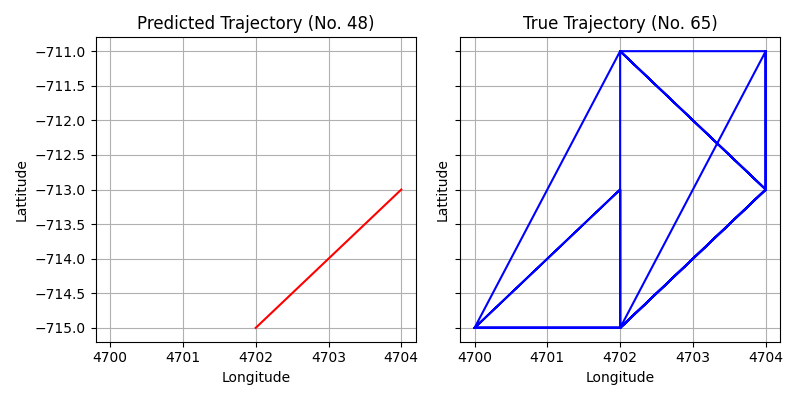 Predicted Trajectory (No. 48)
True Trajectory (No. 65)
−711.0
−711.5
−712.0
−712.5
−713.0
−713.5
−714.0
−714.5
−715.0
Lattitude
Lattitude
4700 4701 4702 4703 4704
4700 4701 4702 4703 4704
Longitude
Longitude